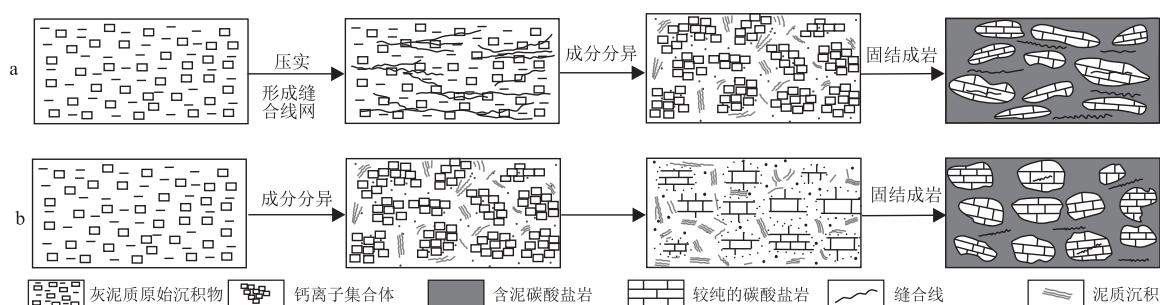 a
压实
形成缝
合线网
成分分异
固结成岩
b
成分分异
固结成岩
灰泥质原始沉积物
钙离子集合体
含泥碳酸盐岩
较纯的碳酸盐岩
缝合线
泥质沉积